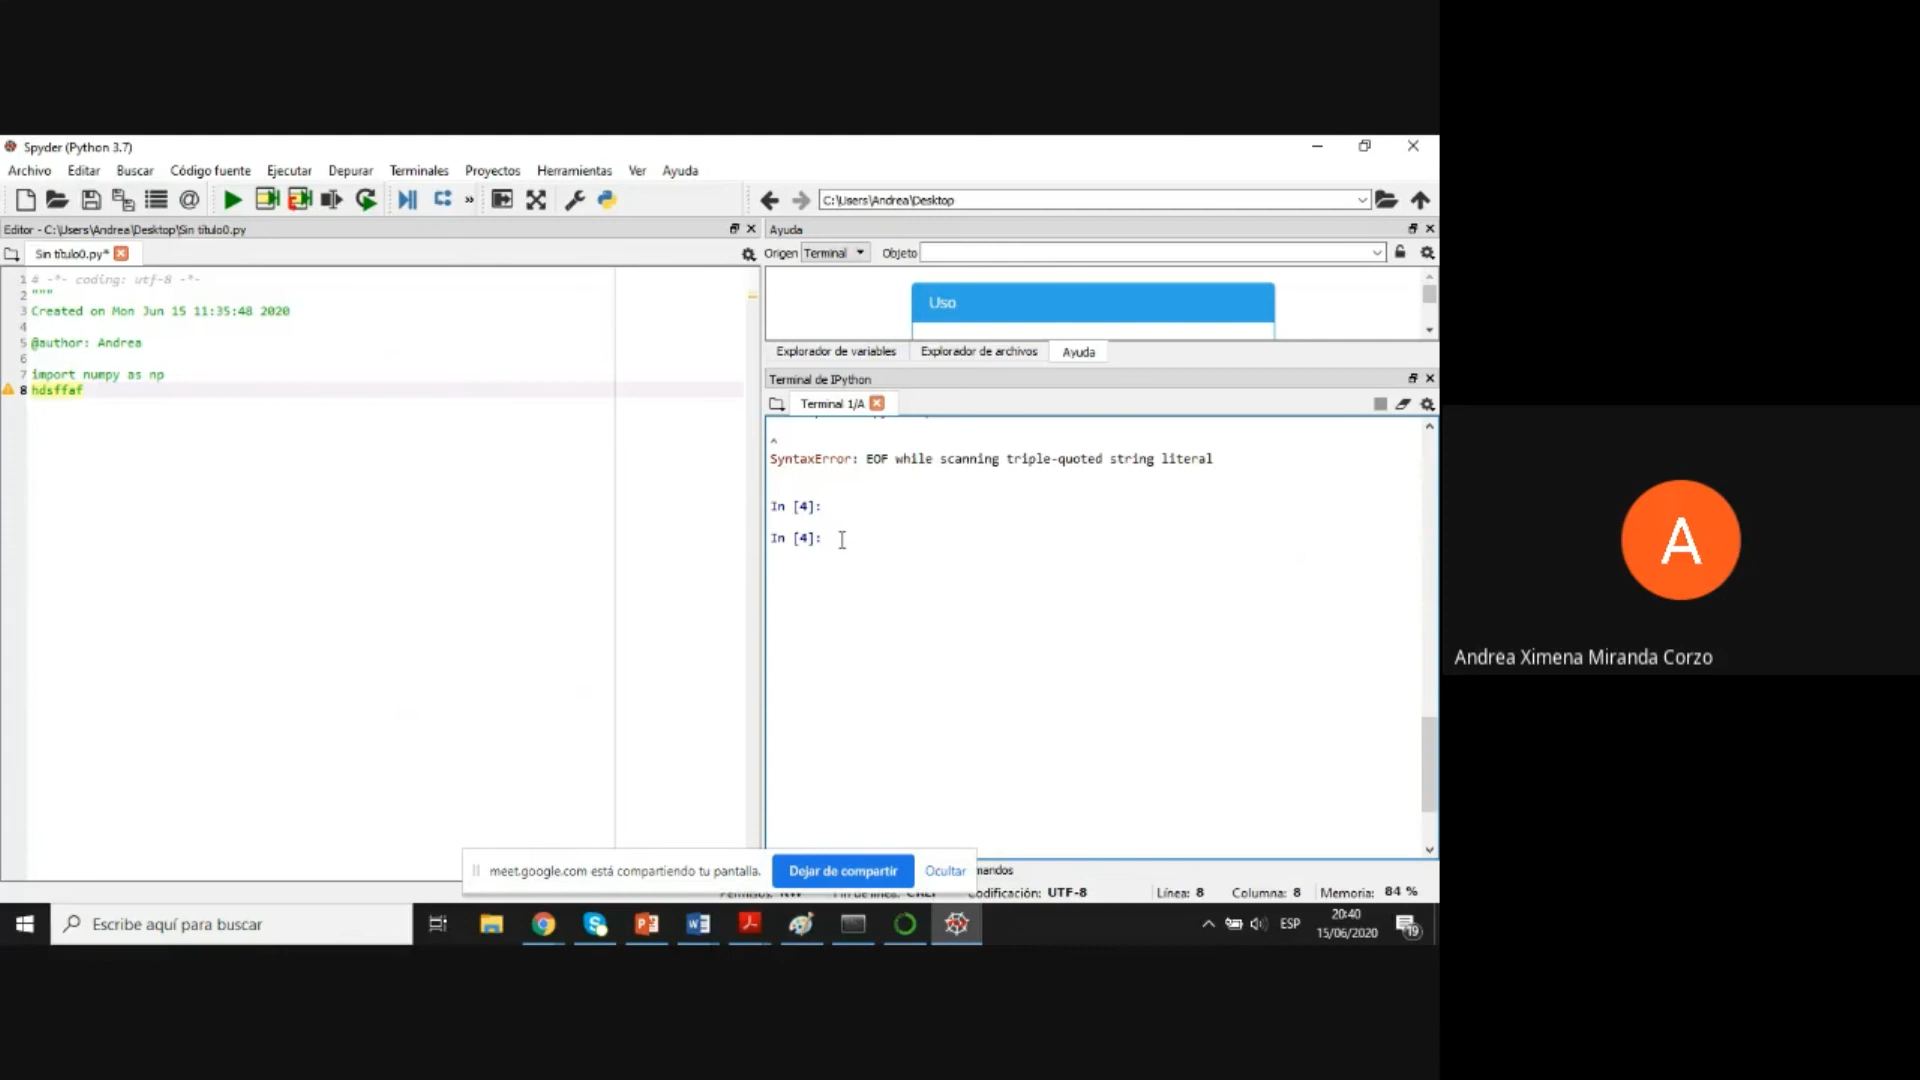 Spyder (Python 3.7)
Archivo Editar Buscar Código fuente Ejecutar Depurar Terminales Proyectos Herramientas Ver Ayuda
C:\Users\Andrea\Desktop
Editor - C:\Users\Andrea\Desktop\Sin título0.py
Sin título0.py*
1 # -*- coding: utf-8 -*-
2 """
3 Created on Mon Jun 15 11:35:48 2020
4
5 @author: Andrea
6
7 import numpy as np
8 hdsffaf
Ayuda
Origen Terminal Objeto
Uso
Explorador de variables Explorador de archivos Ayuda
Terminal de IPython
Terminal 1/A
^
SyntaxError: EOF while scanning triple-quoted string literal
In [4]:
In [4]:
A
Andrea Ximena Miranda Corzo
meet.google.com está compartiendo tu pantalla. Dejar de compartir Ocultar
mandos
odificación: UTF-8 Línea: 8 Columna: 8 Memoria: 84 %
Escribe aquí para buscar
ESP
20:40
15/06/2020
19